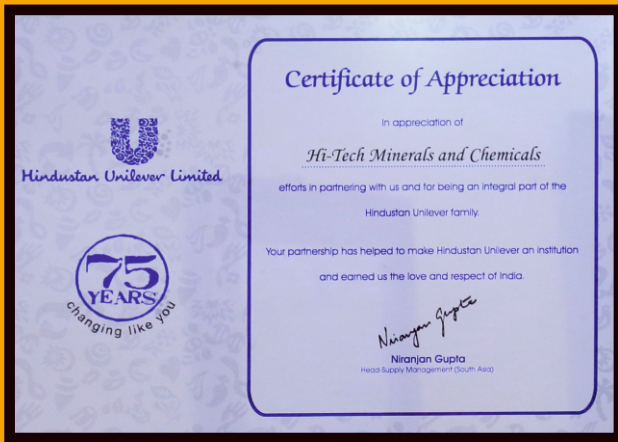 Hindustan Unilever Limited
75
YEARS
changing like you
Certificate of Appreciation
In appreciation of
Hi-Tech Minerals and Chemicals
efforts in partnering with us and for being an integral part of the
Hindustan Unilever family.
Your partnership has helped to make Hindustan Unilever an institution
and earned us the love and respect of India.
Niranjan Gupta
Niranjan Gupta
Head-Supply Management (South Asia)